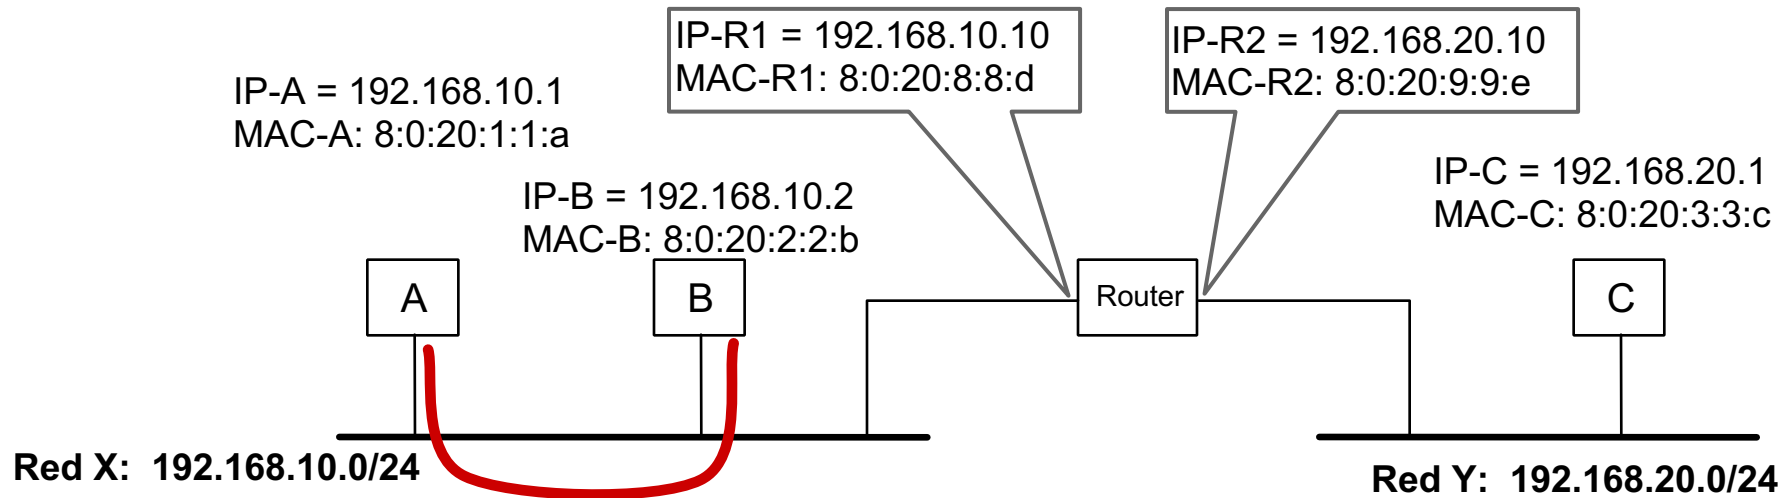 IP-R1 = 192.168.10.10
MAC-R1: 8:0:20:8:8:d
IP-R2 = 192.168.20.10
MAC-R2: 8:0:20:9:9:e
IP-A = 192.168.10.1
MAC-A: 8:0:20:1:1:a
IP-B = 192.168.10.2
MAC-B: 8:0:20:2:2:b
IP-C = 192.168.20.1
MAC-C: 8:0:20:3:3:c
A
B
Router
C
Red X: 192.168.10.0/24
Red Y: 192.168.20.0/24